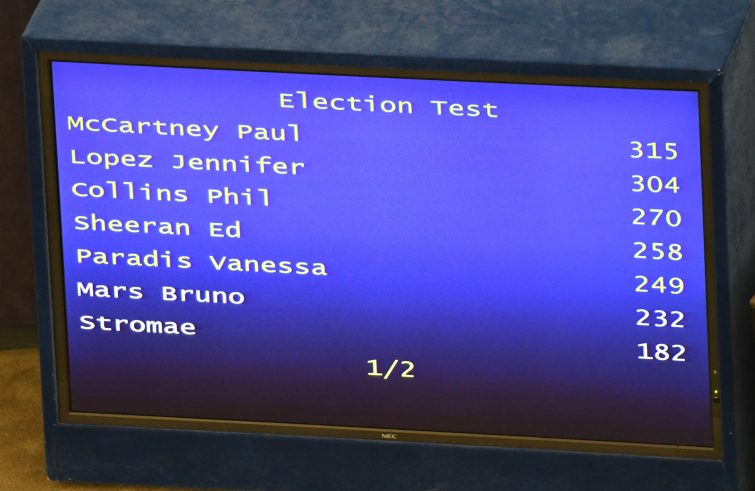 Election Test
McCartney Paul 315
Lopez Jennifer 304
Collins Phil 270
Sheeran Ed 258
Paradis Vanessa 249
Mars Bruno 232
Stromae 182
1/2
NEC